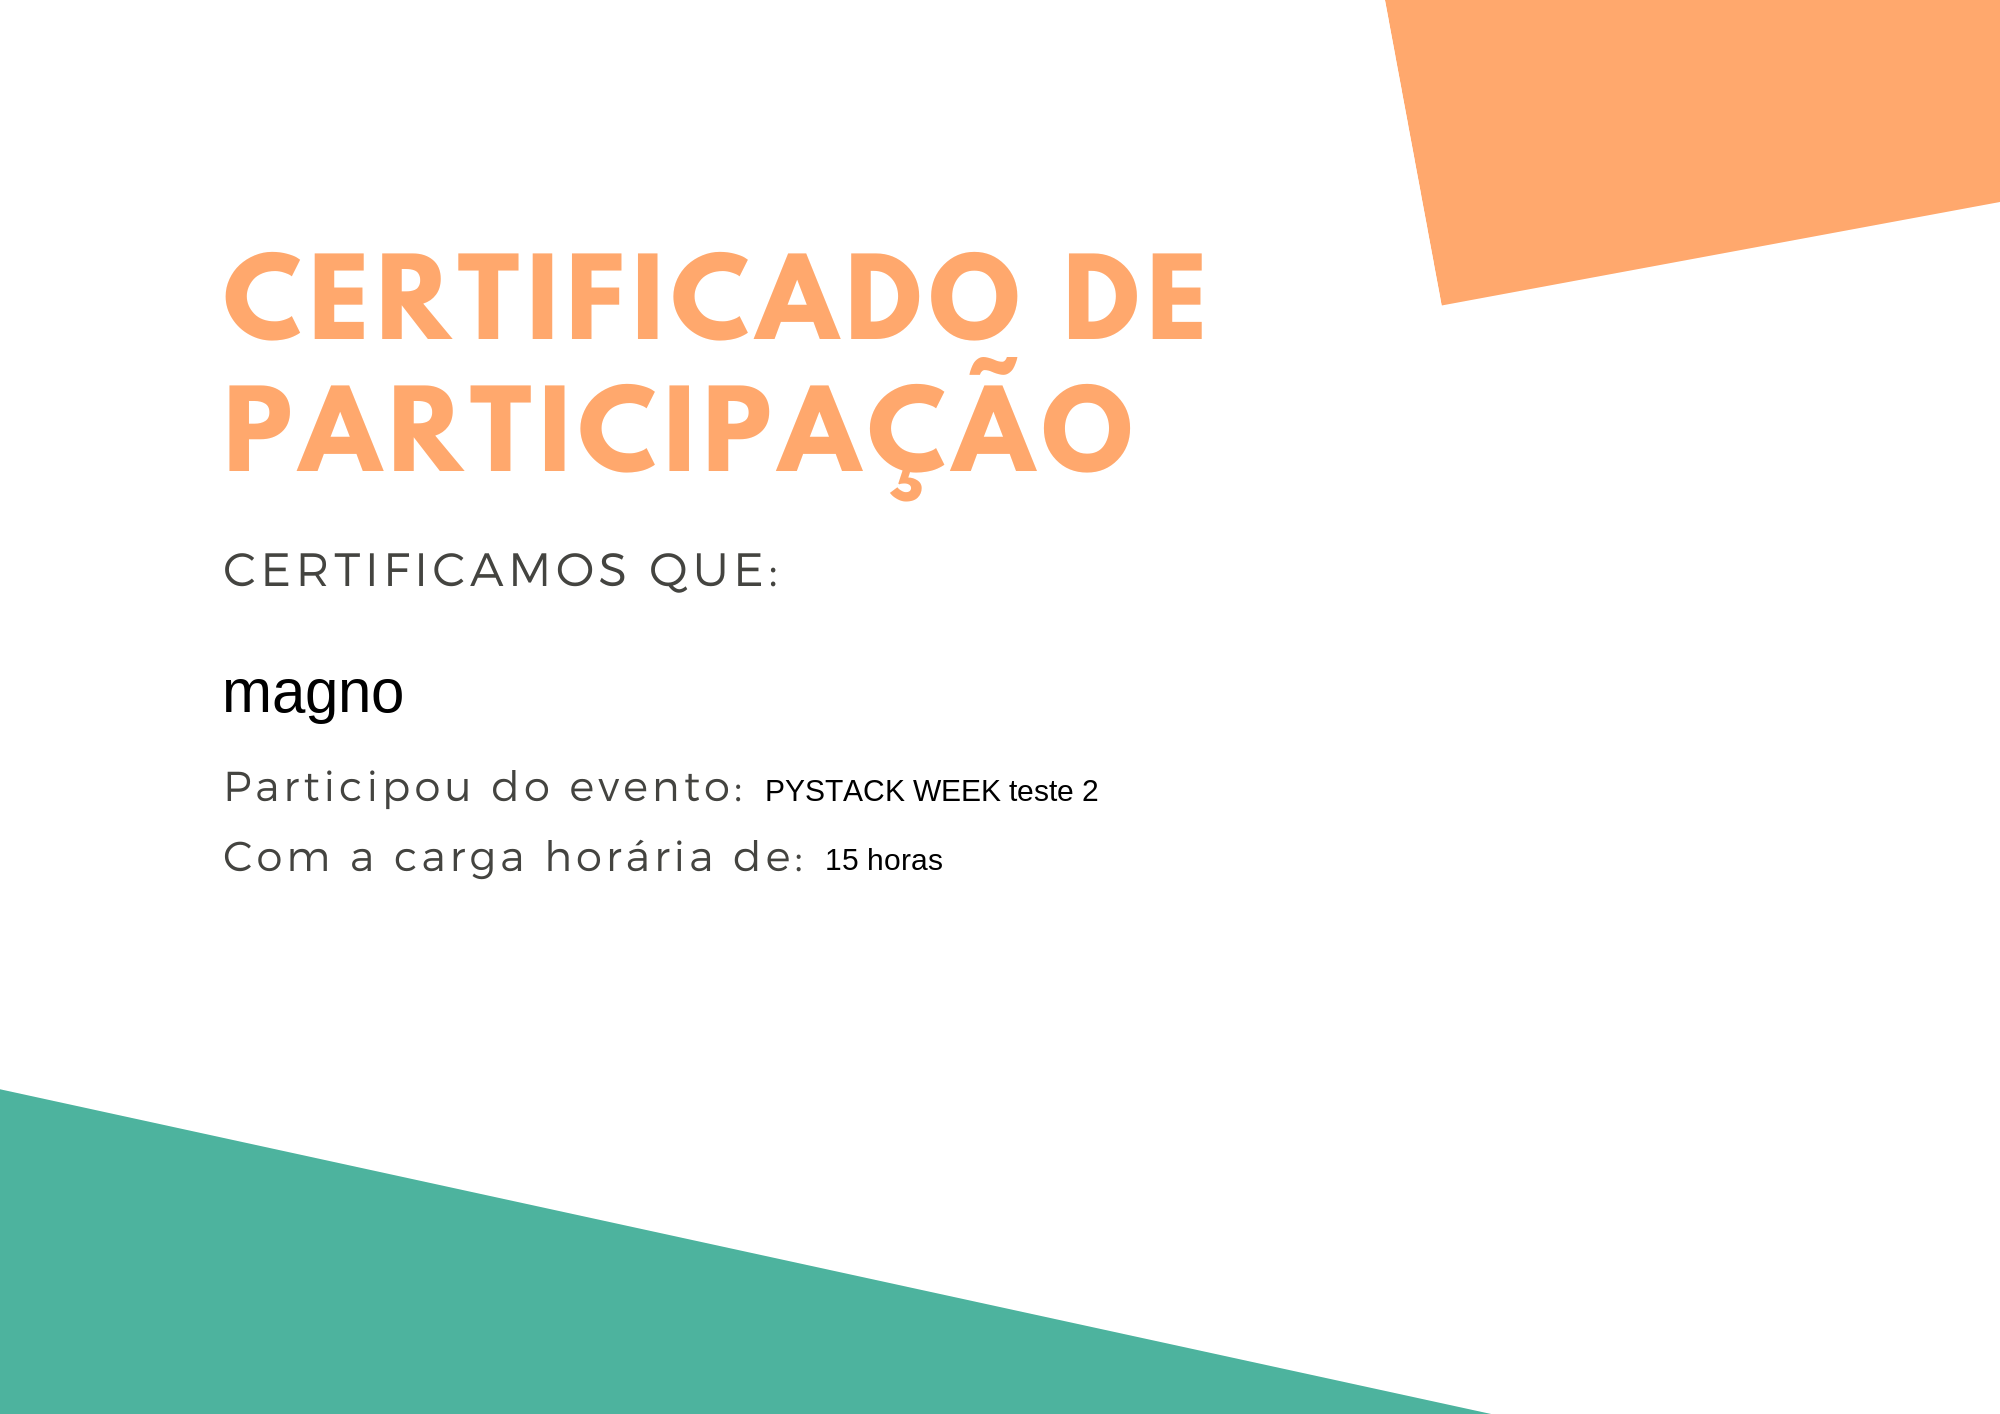 CERTIFICADO DE
PARTICIPAÇÃO
CERTIFICAMOS QUE:
magno
Participou do evento: PYSTACK WEEK teste 2
Com a carga horária de: 15 horas